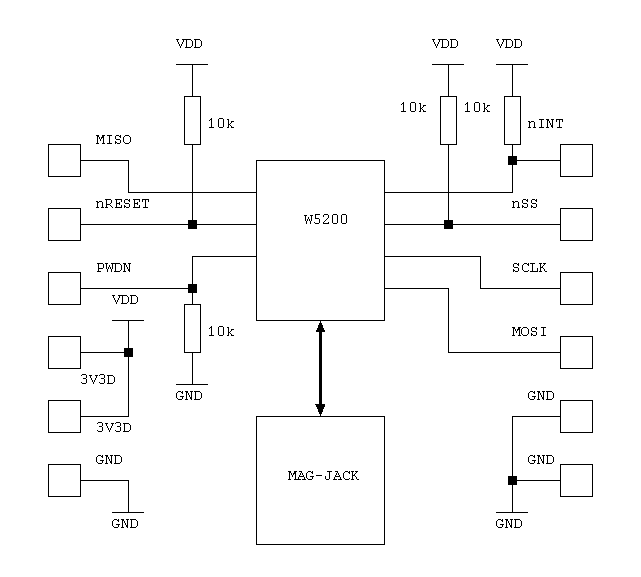 VDD
VDD
VDD
10k
10k
10k
nINT
MISO
nRESET
nSS
W5200
PWDN
SCLK
VDD
10k
MOSI
3V3D
GND
GND
3V3D
GND
GND
MAG-JACK
GND
GND